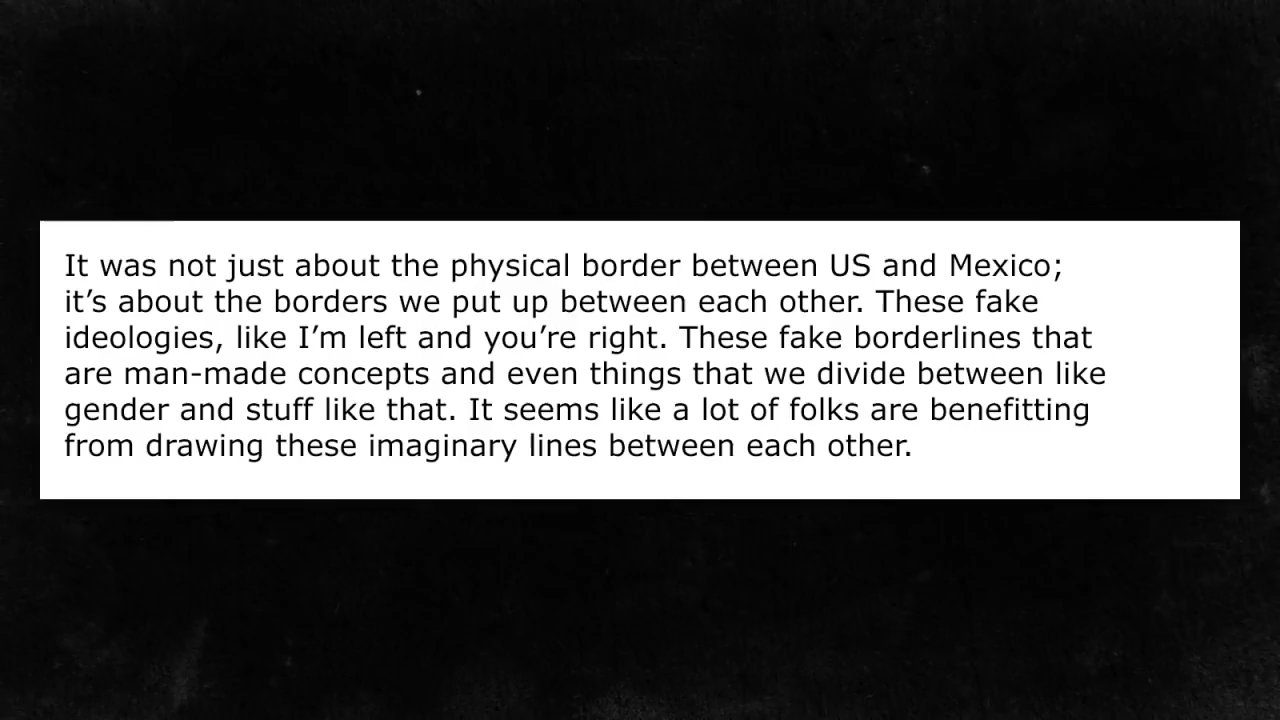 It was not just about the physical border between US and Mexico;
it’s about the borders we put up between each other. These fake
ideologies, like I’m left and you’re right. These fake borderlines that
are man-made concepts and even things that we divide between like
gender and stuff like that. It seems like a lot of folks are benefitting
from drawing these imaginary lines between each other.